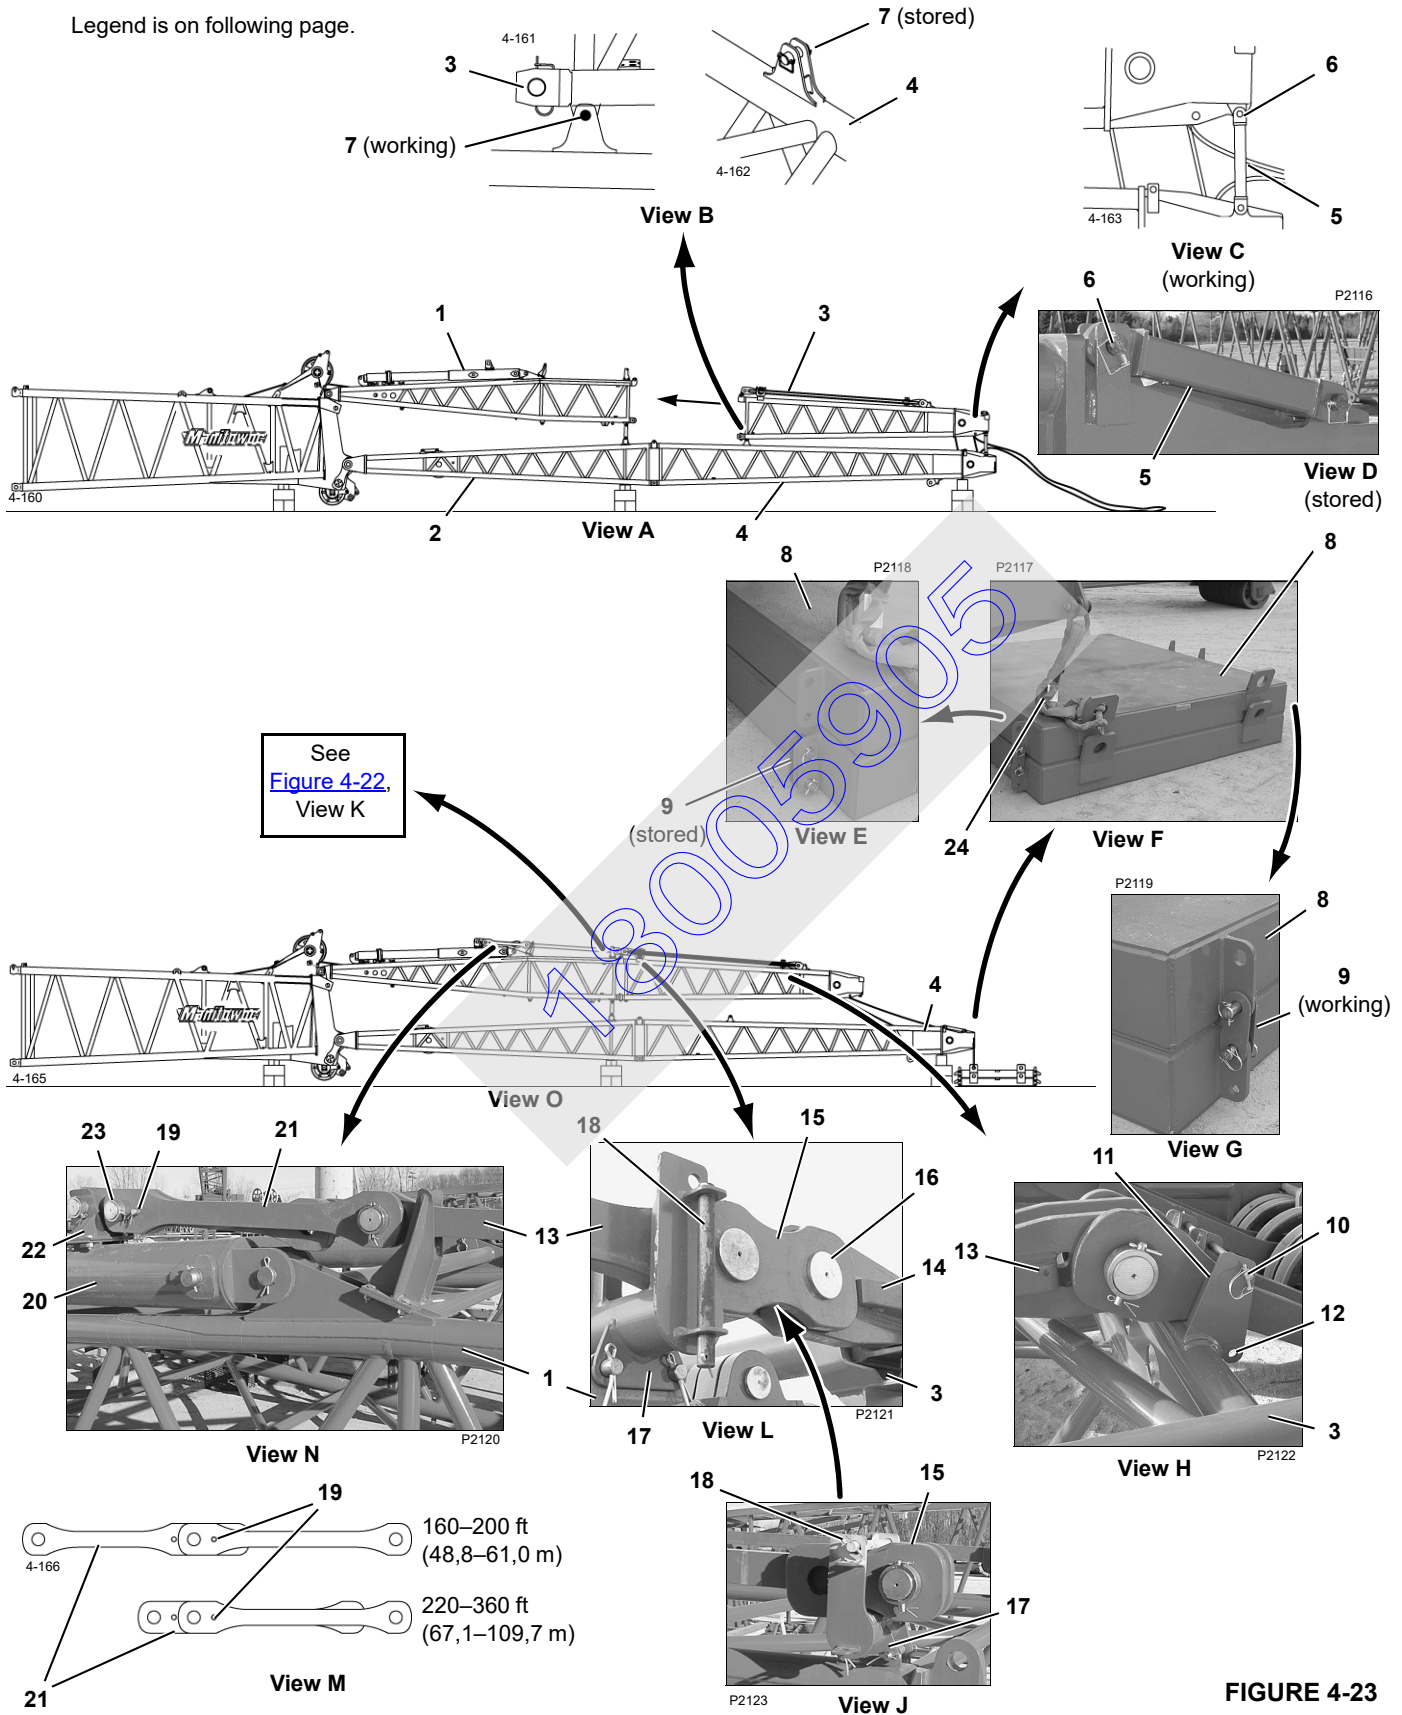 Legend is on following page.
7 (stored)
4-161
3
4
7 (working)
4-162
View B
6
4-163
5
View C
(working)
6
P2116
5
View D
(stored)
1
3
Manitowoc
4-160
2
View A
4
8
P2118
P2117
8
9
(stored)
View E
24
View F
See
Figure 4-22,
View K
P2119
8
9
(working)
View G
4
Manitowoc
4-165
View O
18005905
23
19
21
22
20
13
1
P2120
View N
18
15
16
14
3
17
P2121
View L
11
10
13
12
3
P2122
View H
19
4-166
160–200 ft
(48,8–61,0 m)
220–360 ft
(67,1–109,7 m)
21
View M
18
15
17
P2123
View J
FIGURE 4-23